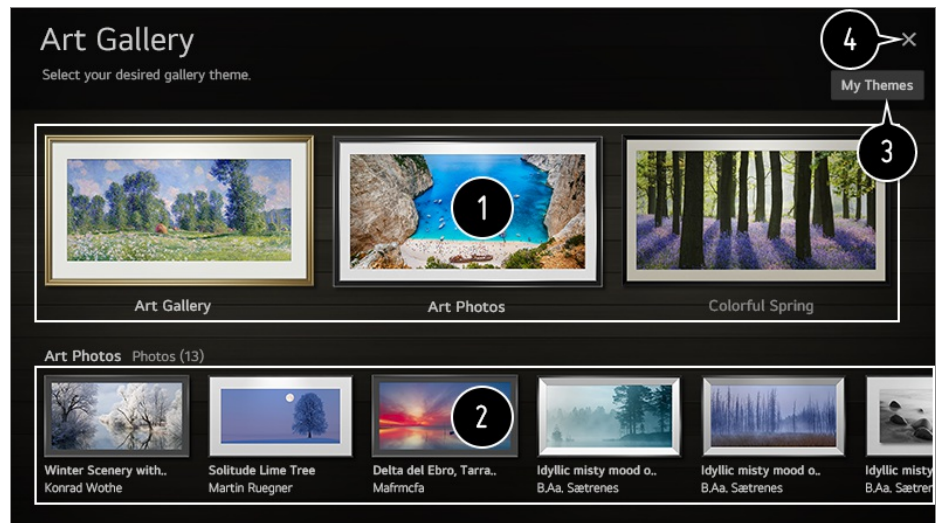 Art Gallery
Select your desired gallery theme.
4
My Themes
3
1
Art Gallery
Art Photos
Colorful Spring
Art Photos Photos (13)
2
Winter Scenery with.. Solitude Lime Tree Delta del Ebro, Tarra.. Idyllic misty mood o.. Idyllic misty mood o.. Idyllic misty
Konrad Wothe Martin Ruegner Mafrmcfa B.Aa. Sætrenes B.Aa. Sætrenes B.Aa. Sætren